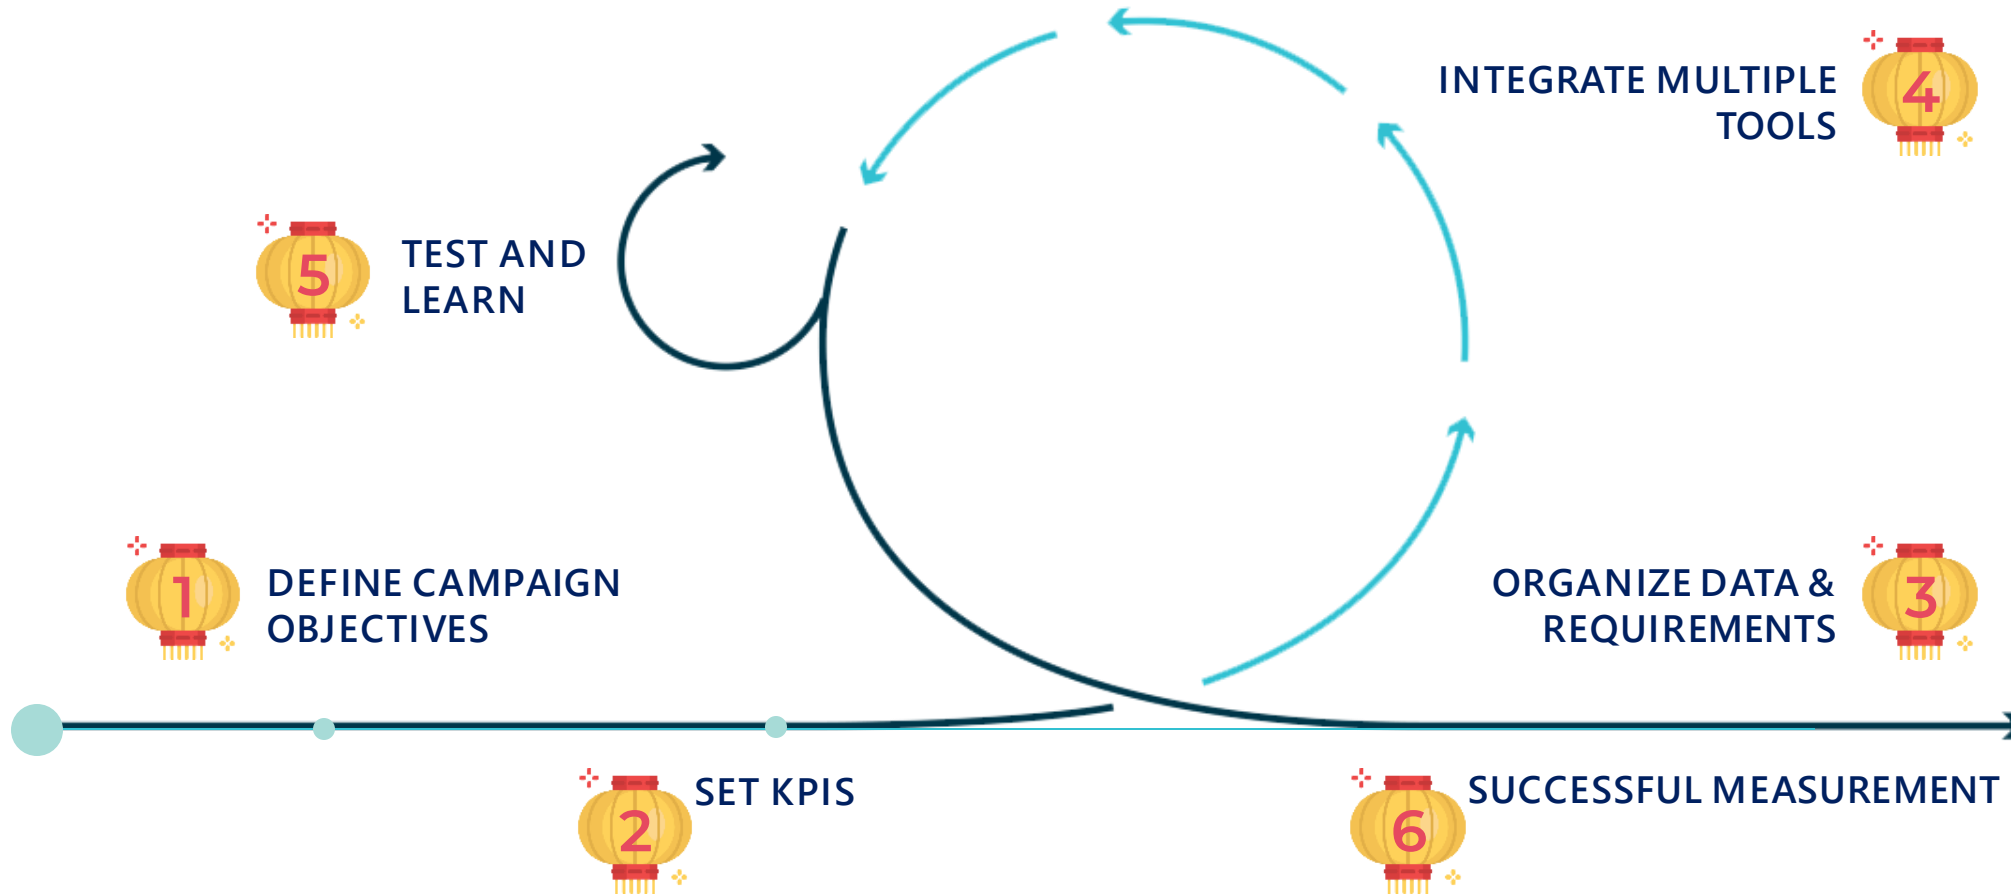 INTEGRATE MULTIPLE
TOOLS
4
5
TEST AND
LEARN
1
DEFINE CAMPAIGN
OBJECTIVES
ORGANIZE DATA &
REQUIREMENTS
3
2
SET KPIS
6
SUCCESSFUL MEASUREMENT